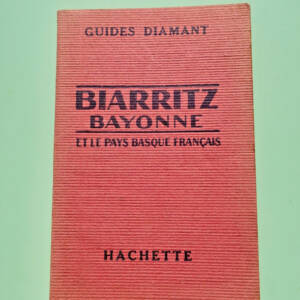 GUIDES DIAMANT
BIARRITZ
BAYONNE
ET LE PAYS BASQUE FRANÇAIS
HACHETTE